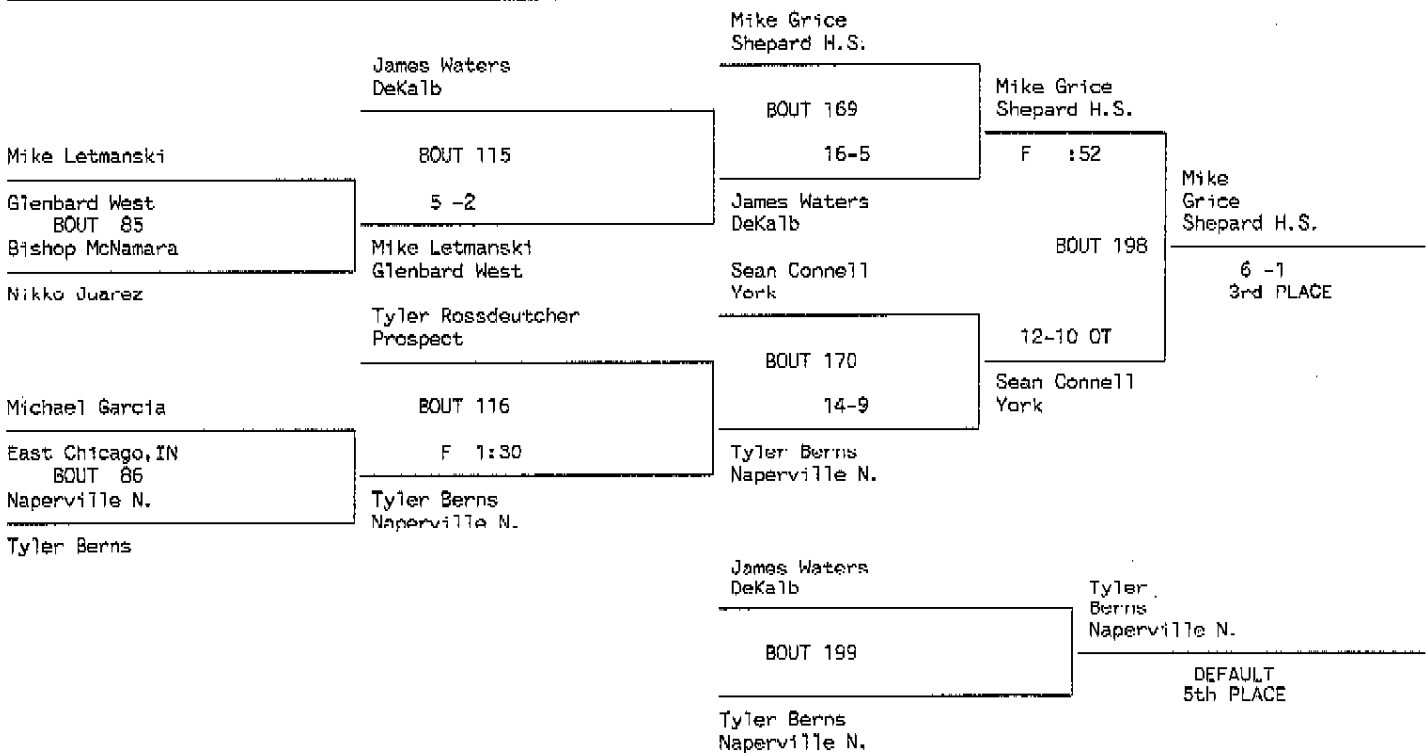 Mike Letmanski
Glenbard West
BOUT 85
Bishop McNamara
Nikko Juarez
Michael Garcia
East Chicago,IN
BOUT 86
Naperville N.
Tyler Berns
James Waters
DeKalb
BOUT 115
5 -2
Mike Letmanski
Glenbard West
Tyler Rossdeutcher
Prospect
BOUT 116
F 1:30
Tyler Berns
Naperville N.
Mike Grice
Shepard H.S.
BOUT 169
16-5
James Waters
DeKalb
Sean Connell
York
BOUT 170
14-9
Tyler Berns
Naperville N.
Mike Grice
Shepard H.S.
F :52
BOUT 198
12-10 OT
Sean Connell
York
Mike
Grice
Shepard H.S.
6 -1
3rd PLACE
James Waters
DeKalb
BOUT 199
Tyler Berns
Naperville N.
Tyler
Berns
Naperville N.
DEFAULT
5th PLACE